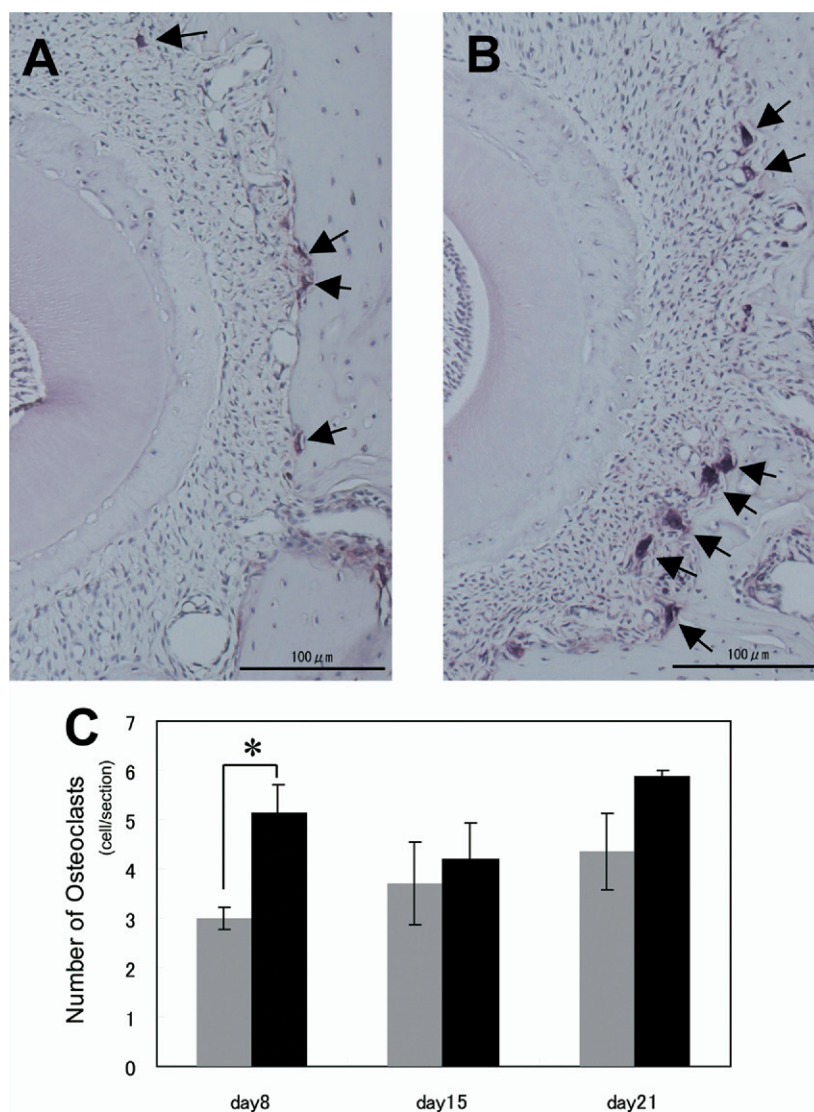 A
B
100 μm
100 μm
C
*
Number of Osteoclasts
(cell/section)
7
6
5
4
3
2
1
0
day8
day15
day21